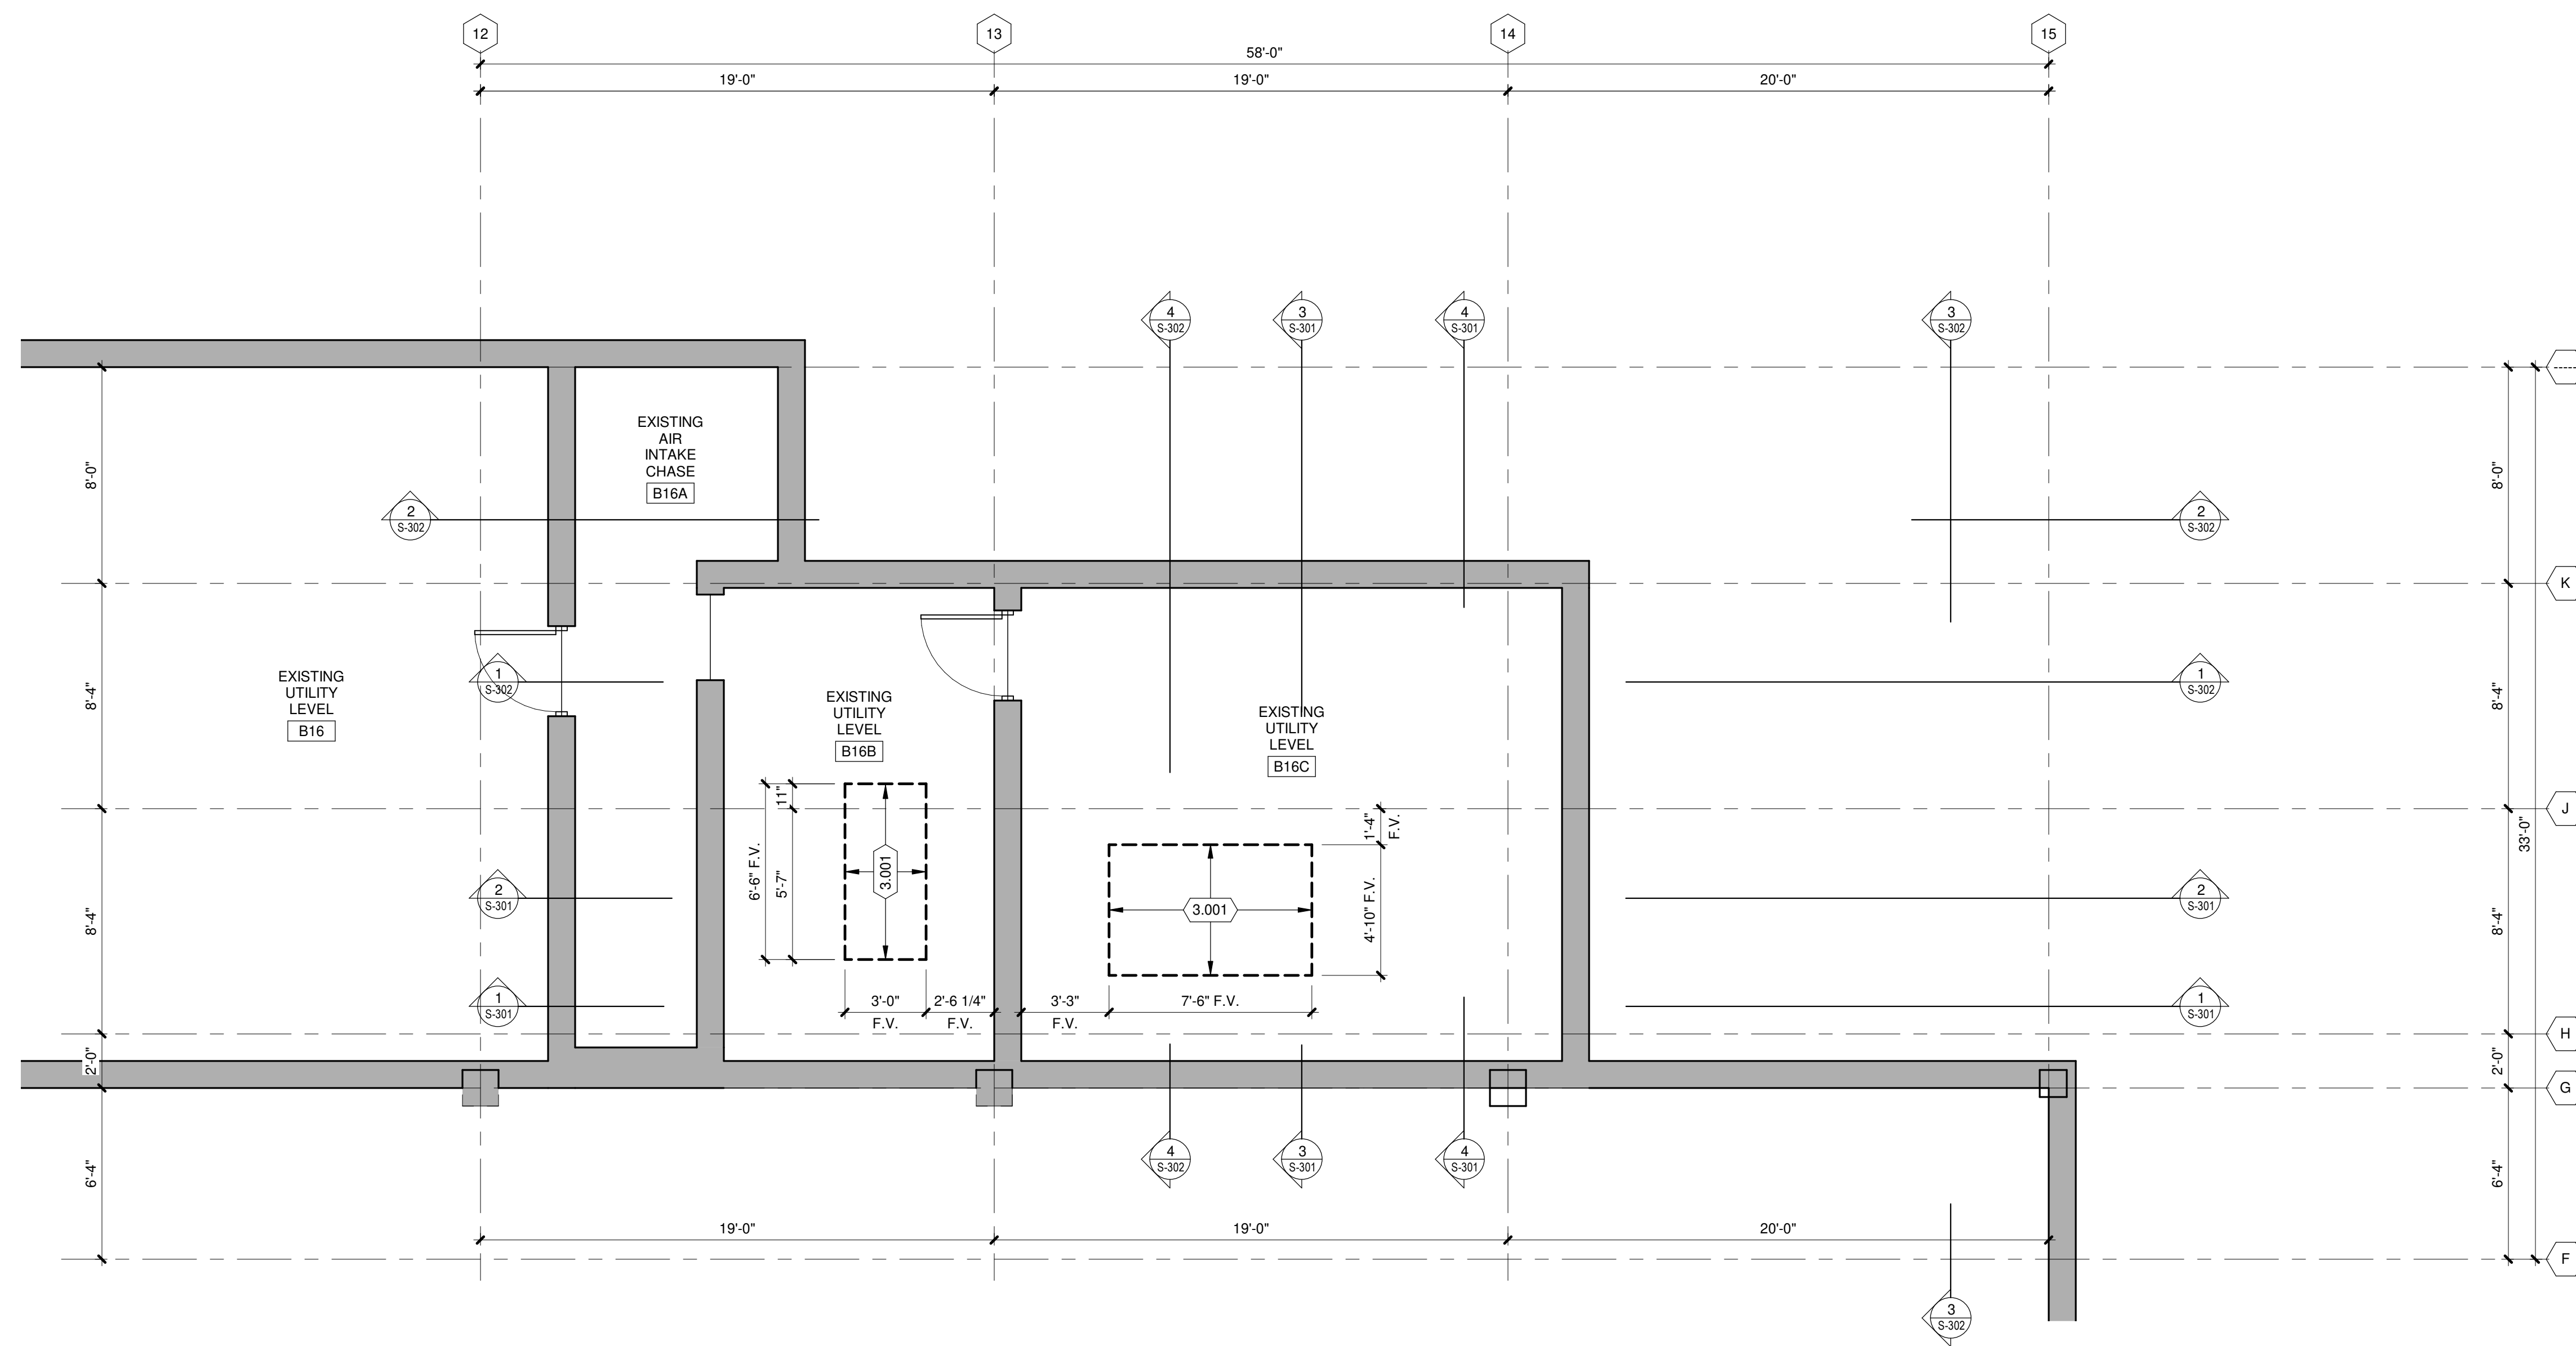 12
13
14
15
58'-0"
19'-0"
19'-0"
20'-0"
4
S-302
3
S-301
4
S-301
3
S-302
8'-0"
EXISTING
AIR
INTAKE
CHASE
B16A
8'-0"
2
S-302
2
S-302
K
EXISTING
UTILITY
LEVEL
B16
1
S-302
8'-4"
EXISTING
UTILITY
LEVEL
B16B
EXISTING
UTILITY
LEVEL
B16C
1
S-302
8'-4"
11"
J
1'-4"
F.V.
33'-0"
6'-6" F.V.
5'-7"
3.001
3.001
4'-10" F.V.
8'-4"
2
S-301
2
S-301
8'-4"
1
S-301
3'-0"
F.V.
2'-6 1/4"
F.V.
3'-3"
F.V.
7'-6" F.V.
1
S-301
H
2'-0"
2'-0"
G
6'-4"
4
S-302
3
S-301
4
S-301
6'-4"
19'-0"
19'-0"
20'-0"
F
3
S-302